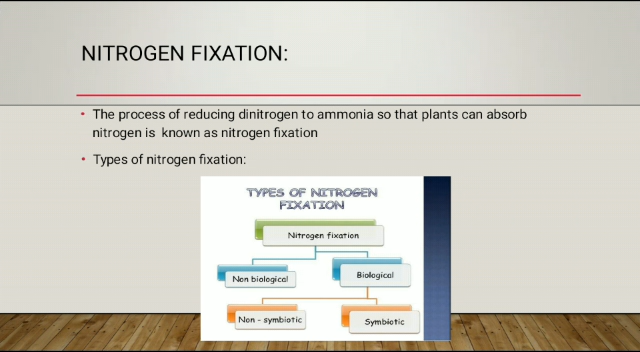 NITROGEN FIXATION:
• The process of reducing dinitrogen to ammonia so that plants can absorb
nitrogen is known as nitrogen fixation
• Types of nitrogen fixation:
TYPES OF NITROGEN
FIXATION
Nitrogen fixation
Non biological
Biological
Non - symbiotic
Symbiotic